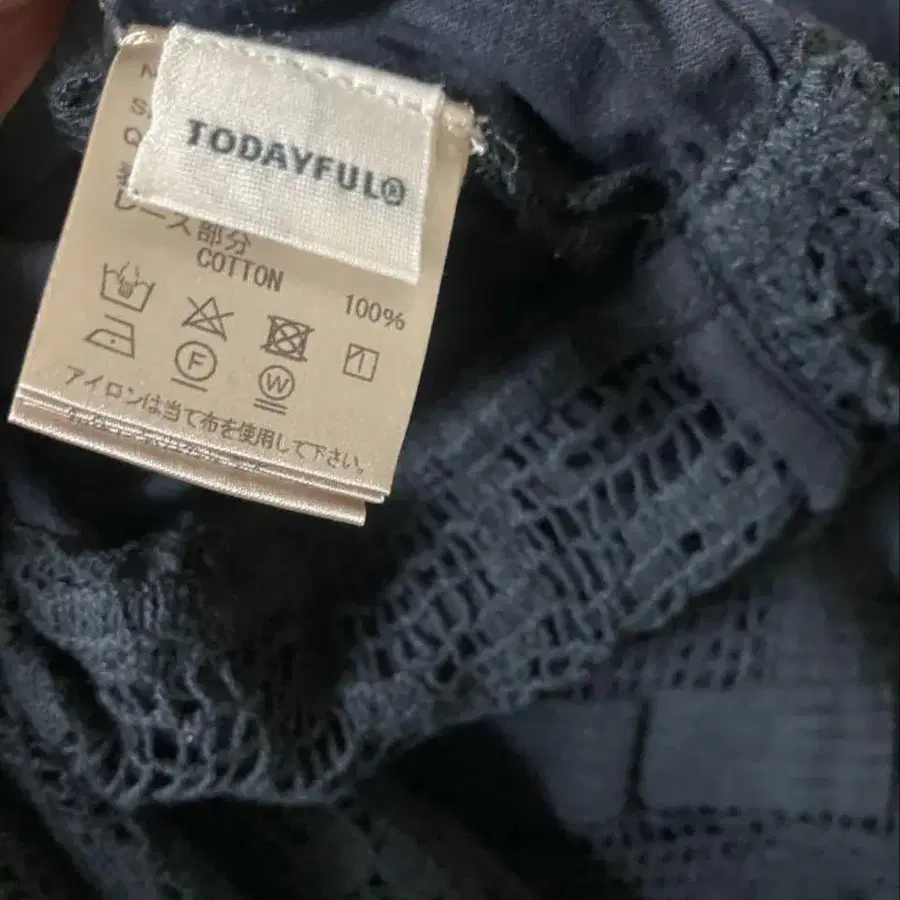 TODAYFUL®
レース部分
COTTON 100%
F
W
アイロンは当て布を使用して下さい。